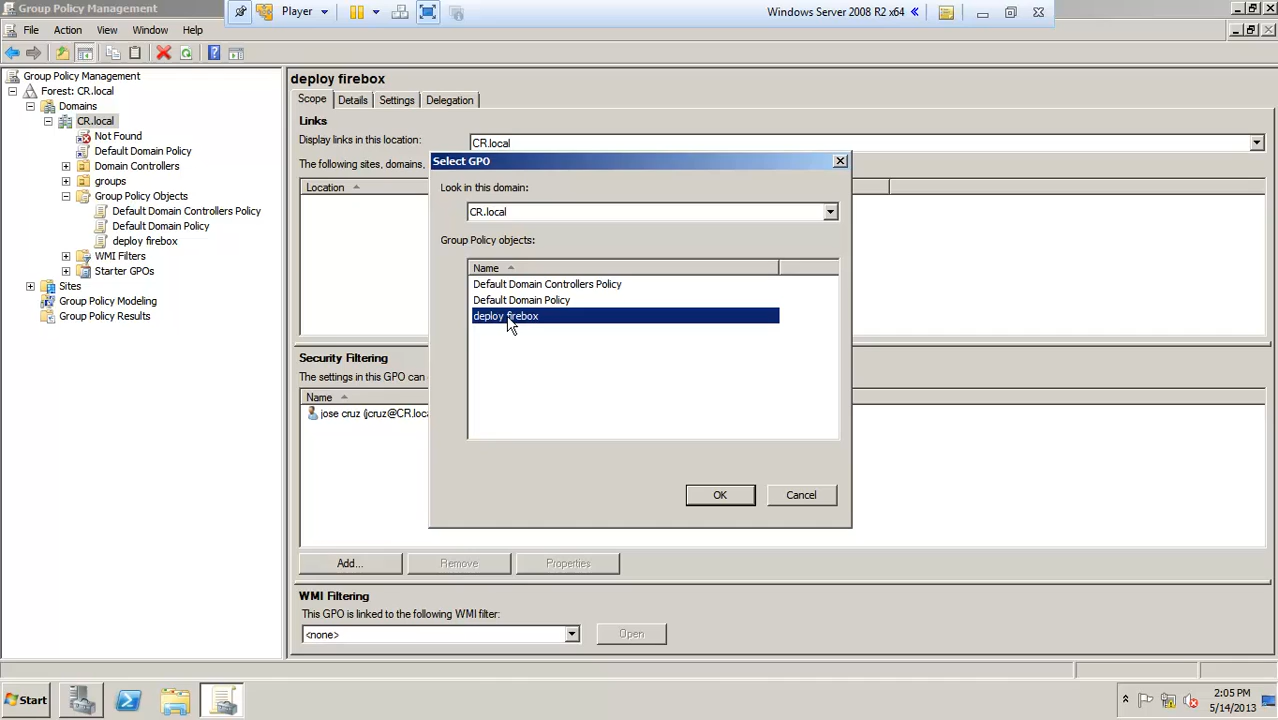 Group Policy Management
Player
Windows Server 2008 R2 x64
File Action View Window Help
Group Policy Management
Forest: CR.local
Domains
CR.local
Not Found
Default Domain Policy
Domain Controllers
groups
Group Policy Objects
Default Domain Controllers Policy
Default Domain Policy
deploy firebox
WMI Filters
Starter GPOs
Sites
Group Policy Modeling
Group Policy Results
deploy firebox
Scope Details Settings Delegation
Links
Display links in this location:
CR.local
The following sites, domains,
Location
Select GPO
Look in this domain:
CR.local
Group Policy objects:
Name
Default Domain Controllers Policy
Default Domain Policy
deploy firebox
OK Cancel
Security Filtering
The settings in this GPO can
Name
jose cruz (jcruz@CR.loca
Add... Remove Properties
WMI Filtering
This GPO is linked to the following WMI filter:
<none>
Open
Start
2:05 PM
5/14/2013